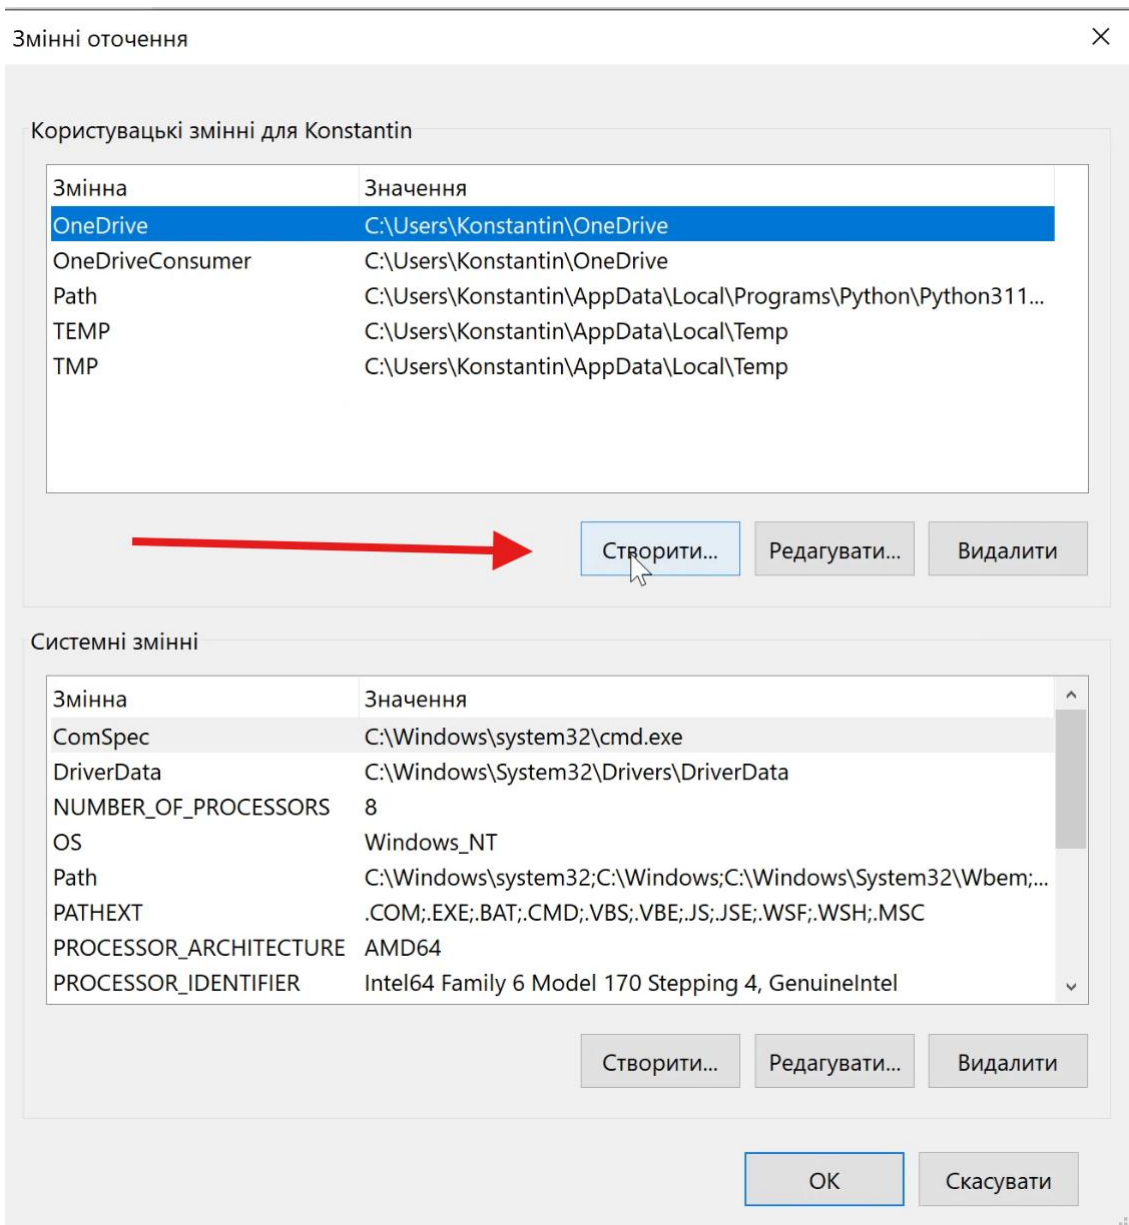 Змінні оточення
Користувацькі змінні для Konstantin
Змінна Значення
OneDrive C:\Users\Konstantin\OneDrive
OneDriveConsumer C:\Users\Konstantin\OneDrive
Path C:\Users\Konstantin\AppData\Local\Programs\Python\Python311...
TEMP C:\Users\Konstantin\AppData\Local\Temp
TMP C:\Users\Konstantin\AppData\Local\Temp
Створити... Редагувати... Видалити
Системні змінні
Змінна Значення
ComSpec C:\Windows\system32\cmd.exe
DriverData C:\Windows\System32\Drivers\DriverData
NUMBER_OF_PROCESSORS 8
OS Windows_NT
Path C:\Windows\system32;C:\Windows;C:\Windows\System32\Wbem;...
PATHEXT .COM;.EXE;.BAT;.CMD;.VBS;.VBE;.JS;.JSE;.WSF;.WSH;.MSC
PROCESSOR_ARCHITECTURE AMD64
PROCESSOR_IDENTIFIER Intel64 Family 6 Model 170 Stepping 4, GenuineIntel
Створити... Редагувати... Видалити
ОК Скасувати